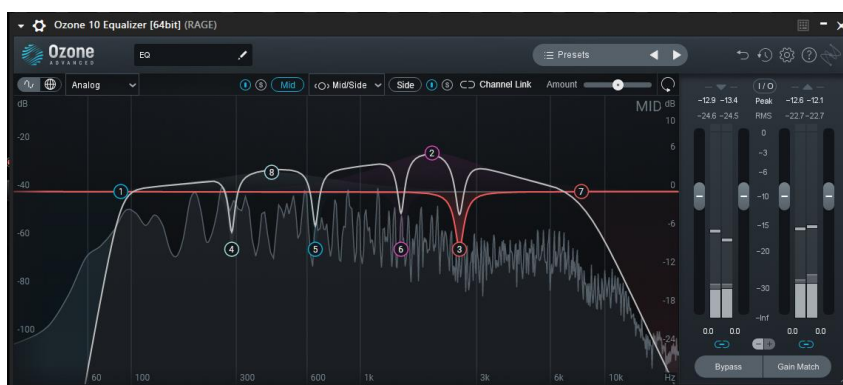 Ozone 10 Equalizer [64bit] (RAGE)
Ozone
ADVANCED
EQ
Presets
Analog
S
Mid
Mid/Side
Side
S
Channel Link
Amount
I/O
-12.9 -13.4 Peak -12.6 -12.1
-24.6 -24.5 RMS -22.7 -22.7
dB
MID dB
10
-20
6
-40
0
-60
-6
-12
-80
-18
-100
-24
1
8
2
7
4
5
6
3
60 100 300 600 1k 3k 6k 10k Hz
0
-3
-6
-10
-15
-20
-30
-Inf
0.0 0.0 0.0 0.0
Bypass
Gain Match